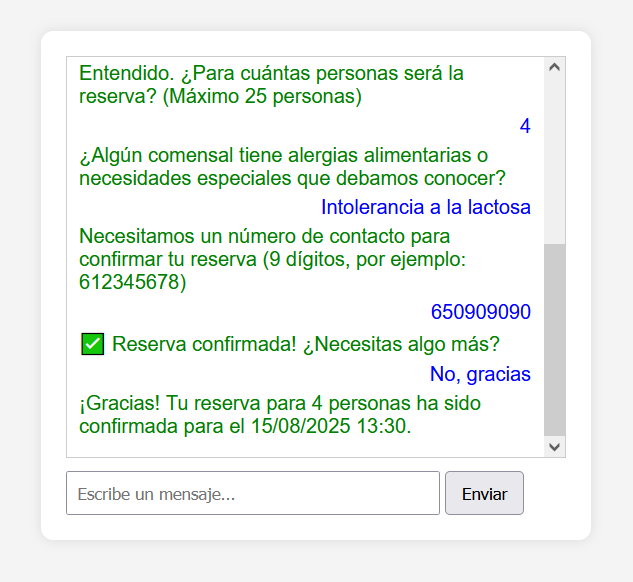 Entendido. ¿Para cuántas personas será la
reserva? (Máximo 25 personas)
4
¿Algún comensal tiene alergias alimentarias o
necesidades especiales que debamos conocer?
Intolerancia a la lactosa
Necesitamos un número de contacto para
confirmar tu reserva (9 dígitos, por ejemplo:
612345678)
650909090
✅ Reserva confirmada! ¿Necesitas algo más?
No, gracias
¡Gracias! Tu reserva para 4 personas ha sido
confirmada para el 15/08/2025 13:30.
Escribe un mensaje... Enviar